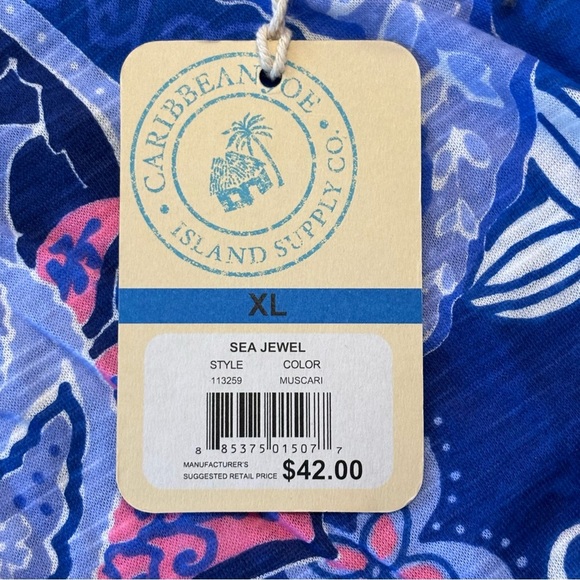 CARIBBEAN JOE
ISLAND SUPPLY CO.
XL
SEA JEWEL
STYLE COLOR
113259 MUSCARI
8 85375 01507 7
MANUFACTURER'S
SUGGESTED RETAIL PRICE $42.00